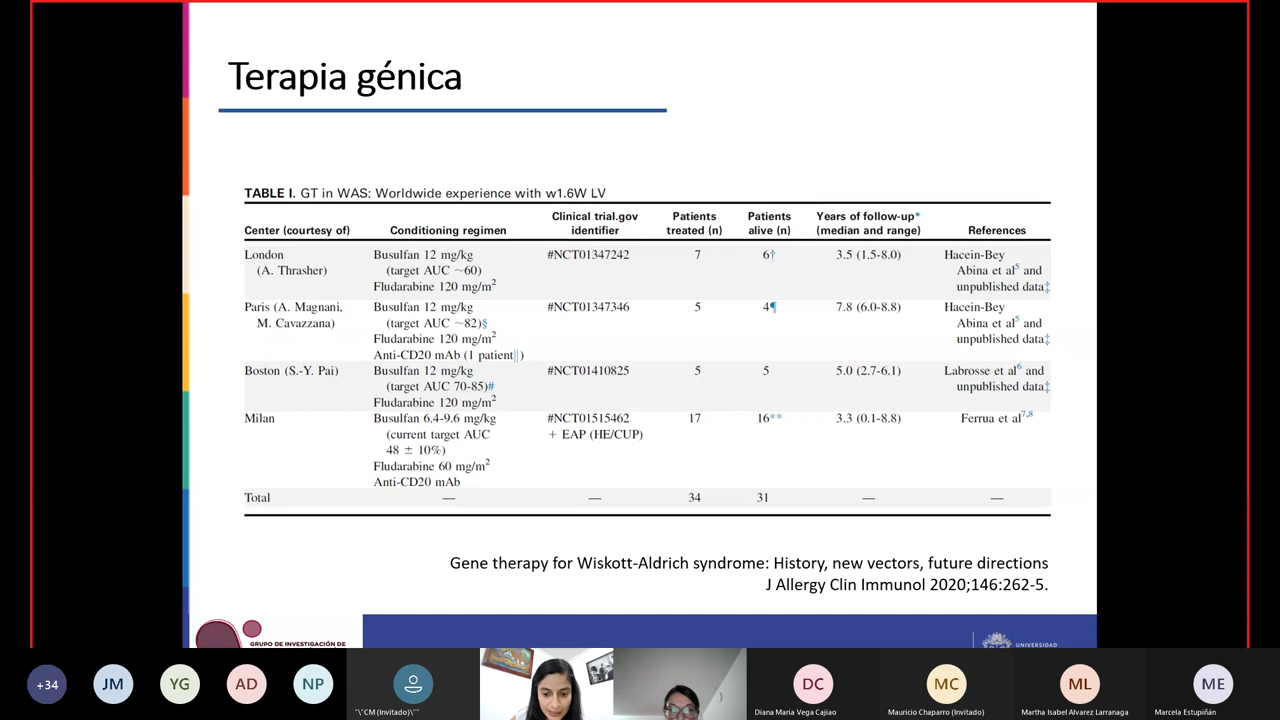 Terapia génica
TABLE I. GT in WAS: Worldwide experience with w1.6W LV
Center (courtesy of) Conditioning regimen Clinical trial.gov identifier Patients treated (n) Patients alive (n) Years of follow-up* (median and range) References
London (A. Thrasher) Busulfan 12 mg/kg (target AUC ~60) Fludarabine 120 mg/m2 #NCT01347242 7 6† 3.5 (1.5-8.0) Hacein-Bey Abina et al5 and unpublished data‡
Paris (A. Magnani, M. Cavazzana) Busulfan 12 mg/kg (target AUC ~82)§ Fludarabine 120 mg/m2 Anti-CD20 mAb (1 patient||) #NCT01347346 5 4¶ 7.8 (6.0-8.8) Hacein-Bey Abina et al5 and unpublished data‡
Boston (S.-Y. Pai) Busulfan 12 mg/kg (target AUC 70-85)# Fludarabine 120 mg/m2 #NCT01410825 5 5 5.0 (2.7-6.1) Labrosse et al6 and unpublished data‡
Milan Busulfan 6.4-9.6 mg/kg (current target AUC 48 ± 10%) Fludarabine 60 mg/m2 Anti-CD20 mAb #NCT01515462 + EAP (HE/CUP) 17 16** 3.3 (0.1-8.8) Ferrua et al7,8
Total — — 34 31 — —
Gene therapy for Wiskott-Aldrich syndrome: History, new vectors, future directions
J Allergy Clin Immunol 2020;146:262-5.
GRUPO DE INVESTIGACIÓN DE
UNIVERSIDAD
+34 JM YG AD NP DC MC ML ME
"\"CM (Invitado)\"" Diana Maria Vega Cajiao Mauricio Chaparro (Invitado) Martha Isabel Alvarez Larranaga Marcela Estupiñán